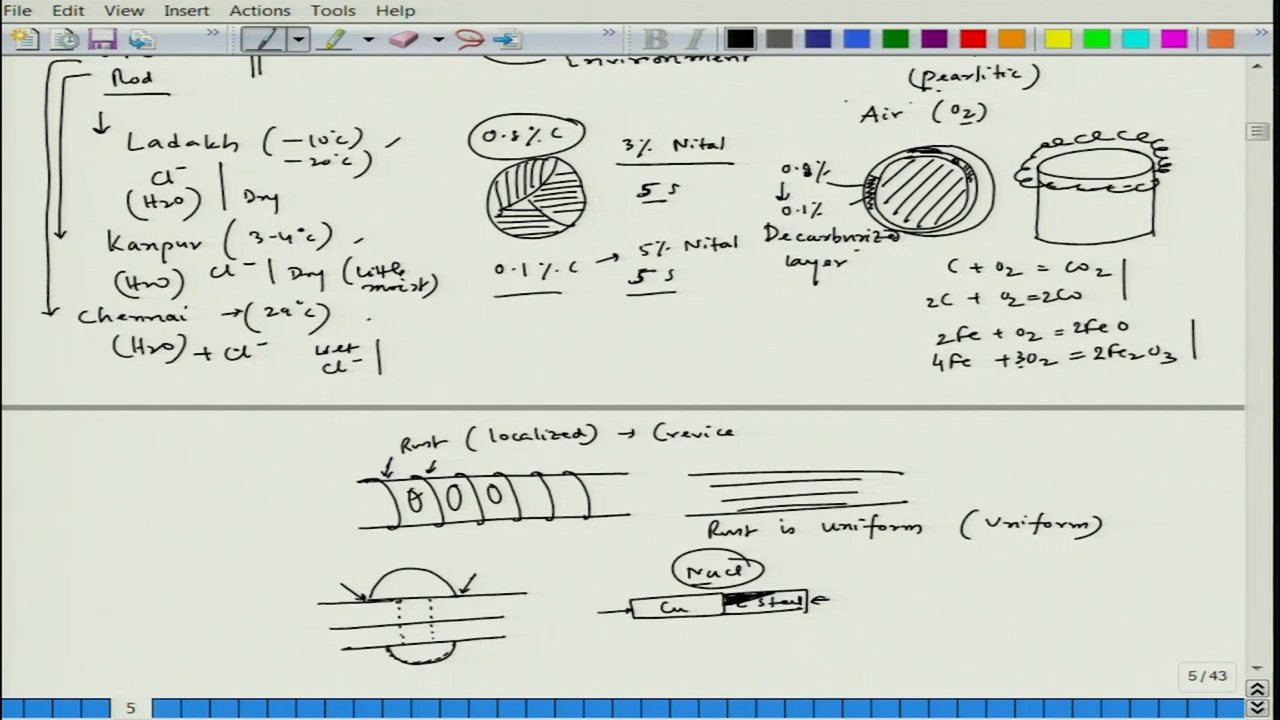 File Edit View Insert Actions Tools Help
B I
Rod
Environment
(pearlitic)
Air (O2)
Ladakh (-10°C)
-20°C)
Cl-
(H2O) | Dry
0.8% C
3% Nital
5 s
0.8%
0.1%
Decarburized
layer
Kanpur (3-4°C)
(H2O) Cl- | Dry (little
moist)
0.1% C → 5% Nital
5 s
C + O2 = CO2
2C + O2 = 2CO
2Fe + O2 = 2FeO
4Fe + 3O2 = 2Fe2O3
Chennai → (29°C)
(H2O) + Cl- wet
Cl-
Rust (localized) → Crevice
Rust is uniform (Uniform)
NaCl
Cu C Steel
5 / 43
5